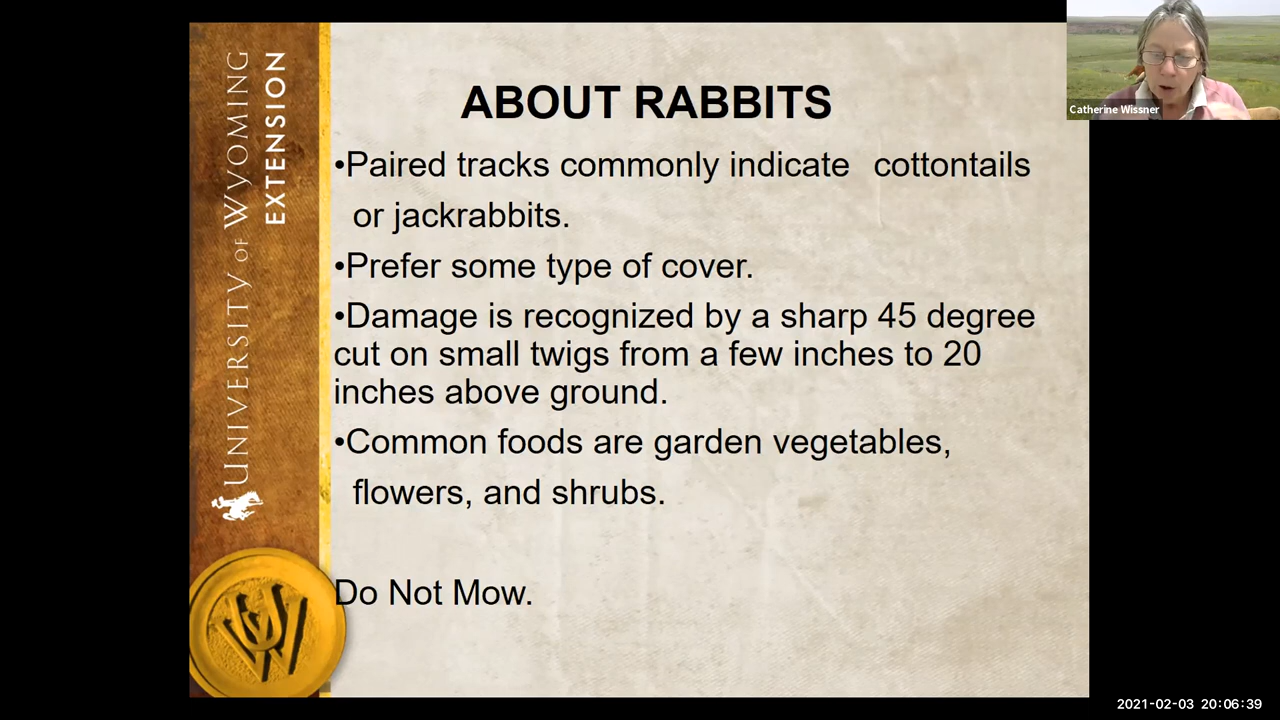 UNIVERSITY OF WYOMING
EXTENSION
ABOUT RABBITS
•Paired tracks commonly indicate cottontails
or jackrabbits.
•Prefer some type of cover.
•Damage is recognized by a sharp 45 degree
cut on small twigs from a few inches to 20
inches above ground.
•Common foods are garden vegetables,
flowers, and shrubs.
Do Not Mow.
UW
Catherine Wissner
2021-02-03 20:06:39